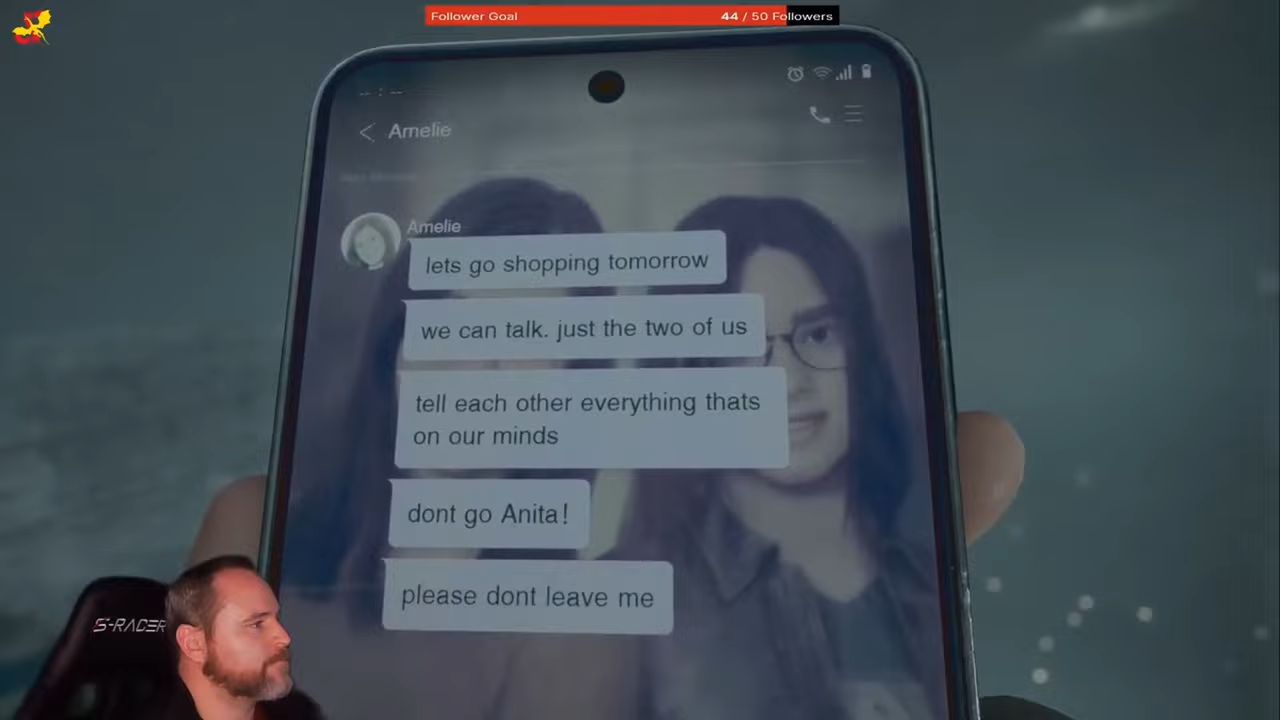 Follower Goal 44 / 50 Followers
Amelie
Amelie
lets go shopping tomorrow
we can talk. just the two of us
tell each other everything thats
on our minds
dont go Anita!
please dont leave me
S-RACER